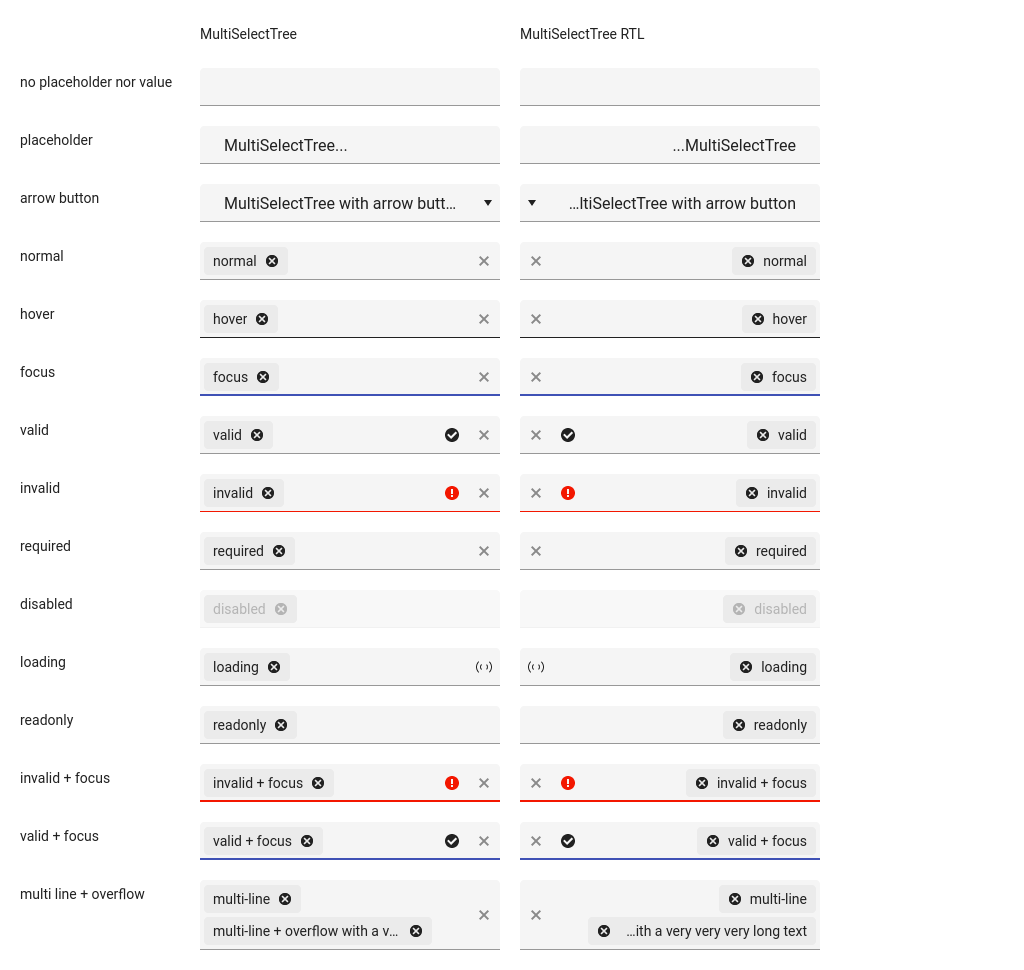 MultiSelectTree MultiSelectTree RTL
no placeholder nor value
placeholder MultiSelectTree... ...MultiSelectTree
arrow button MultiSelectTree with arrow butt... ...ltiSelectTree with arrow button
normal normal normal
hover hover hover
focus focus focus
valid valid valid
invalid invalid invalid
required required required
disabled disabled disabled
loading loading loading
readonly readonly readonly
invalid + focus invalid + focus invalid + focus
valid + focus valid + focus valid + focus
multi line + overflow multi-line multi-line
multi-line + overflow with a v... ...ith a very very very long text